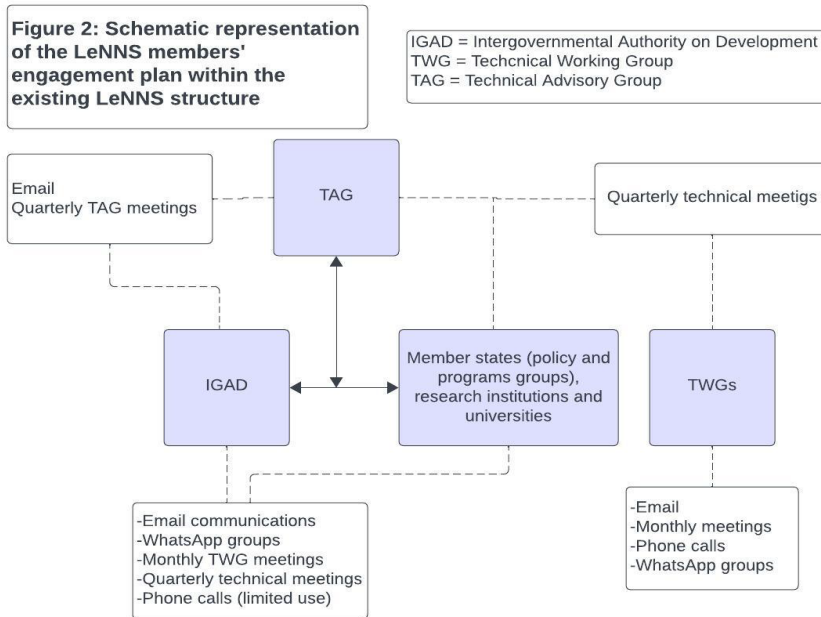 Figure 2: Schematic representation
of the LeNNS members'
engagement plan within the
existing LeNNS structure
IGAD = Intergovernmental Authority on Development
TWG = Techcnical Working Group
TAG = Technical Advisory Group
Email
Quarterly TAG meetings
TAG
Quarterly technical meetigs
IGAD
Member states (policy and
programs groups),
research institutions and
universities
TWGs
-Email communications
-WhatsApp groups
-Monthly TWG meetings
-Quarterly technical meetings
-Phone calls (limited use)
-Email
-Monthly meetings
-Phone calls
-WhatsApp groups